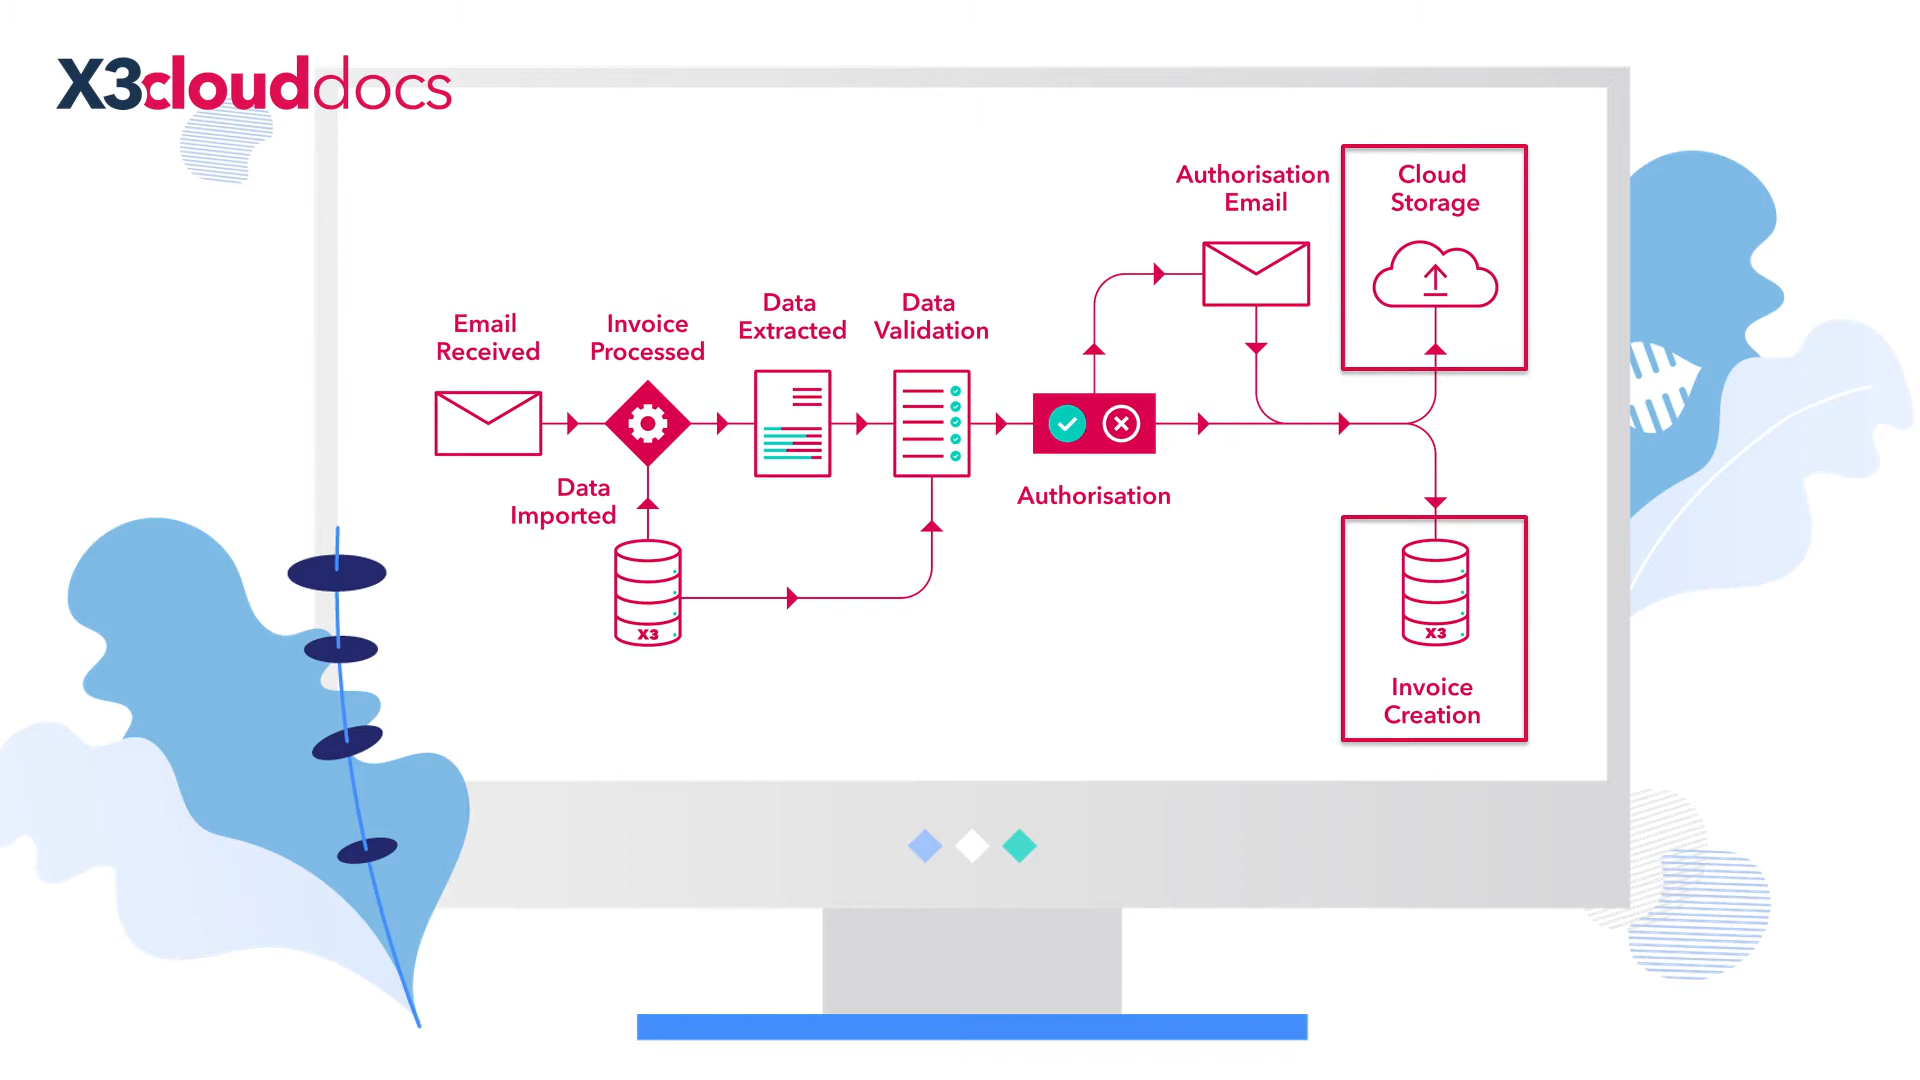 X3clouddocs
Email
Received
Invoice
Processed
Data
Extracted
Data
Validation
Authorisation
Email
Cloud
Storage
Data
Imported
Authorisation
X3
X3
Invoice
Creation